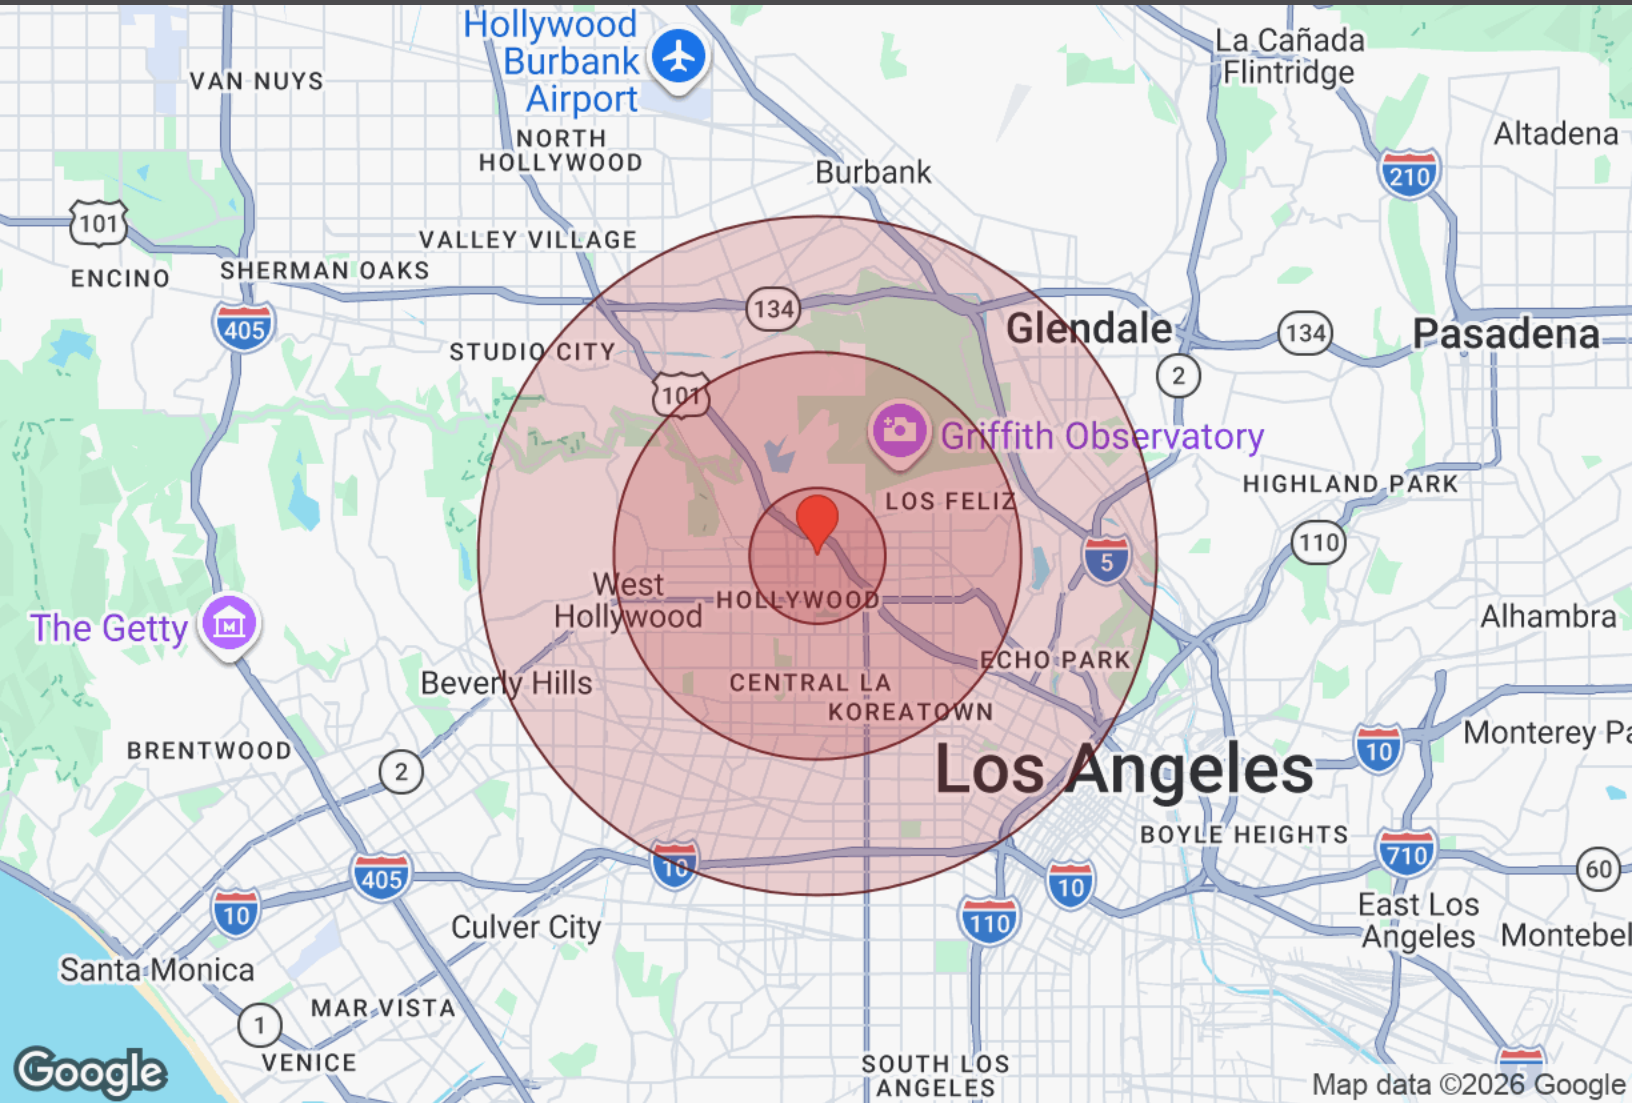 Hollywood
Burbank
Airport
La Cañada
Flintridge
VAN NUYS
Altadena
NORTH
HOLLYWOOD
Burbank
210
101
VALLEY VILLAGE
SHERMAN OAKS
ENCINO
134
405
Glendale
134
Pasadena
STUDIO CITY
2
101
Griffith Observatory
HIGHLAND PARK
LOS FELIZ
110
5
West
Hollywood
HOLLYWOOD
Alhambra
The Getty
ECHO PARK
Beverly Hills
CENTRAL LA
KOREATOWN
Monterey Pa
BRENTWOOD
10
2
Los Angeles
BOYLE HEIGHTS
710
10
60
405
10
10
East Los
Angeles
110
Culver City
Montebel
Santa Monica
MAR VISTA
1
VENICE
SOUTH LOS
ANGELES
5
Google
Map data ©2026 Google